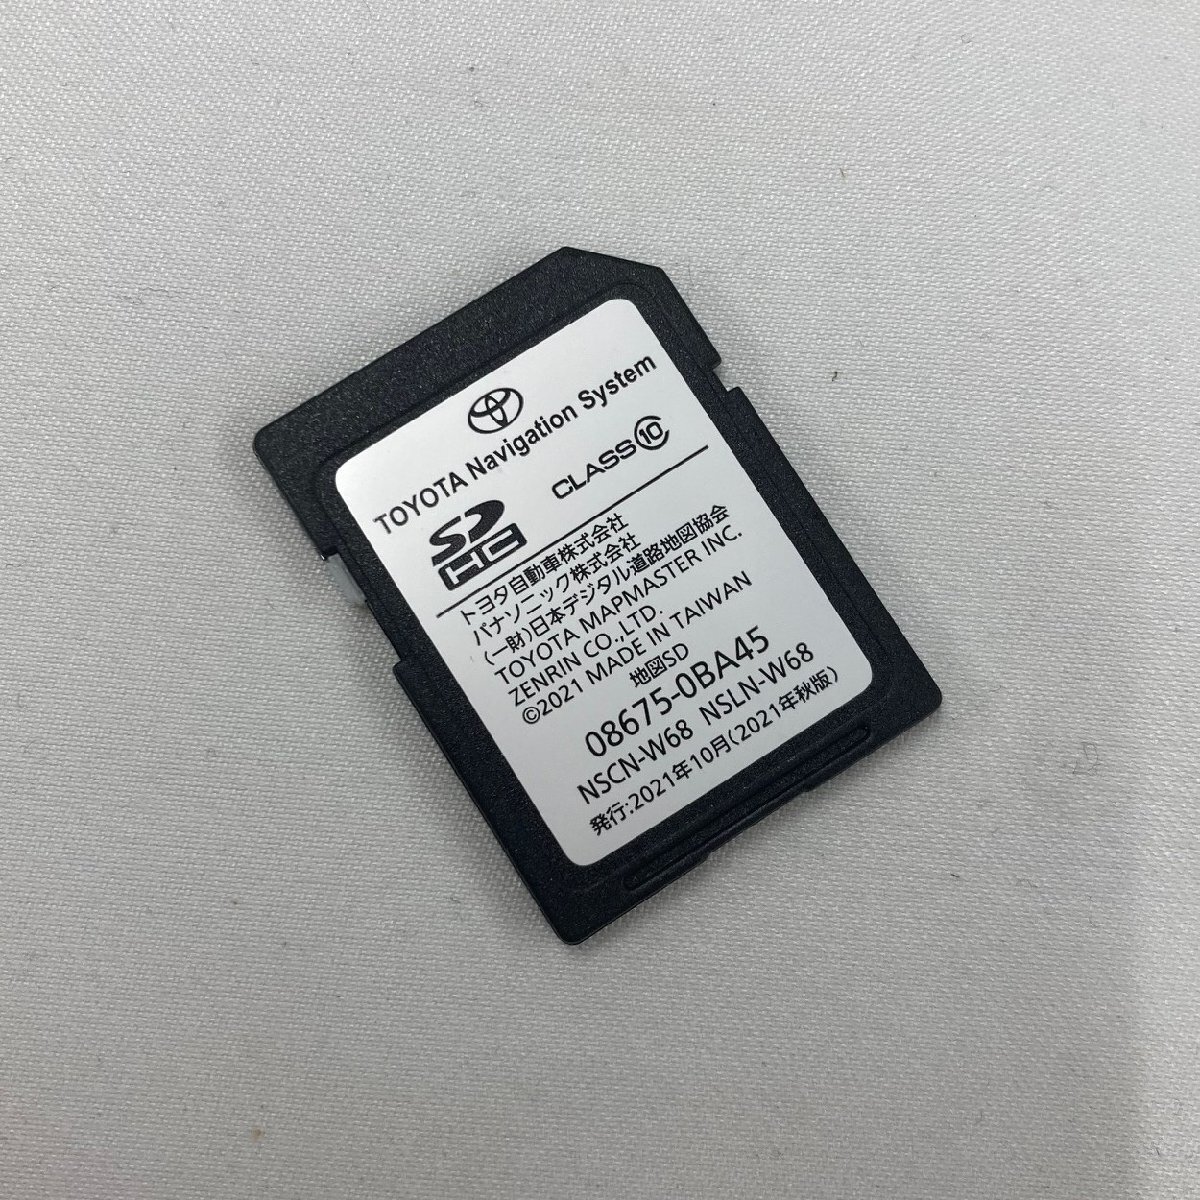 TOYOTA Navigation System
SD HC CLASS 10
トヨタ自動車株式会社
パナソニック株式会社
(一財)日本デジタル道路地図協会
TOYOTA MAPMASTER INC.
ZENRIN CO.,LTD.
©2021 MADE IN TAIWAN
地図SD
08675-0BA45
NSCN-W68 NSLN-W68
発行:2021年10月(2021年秋版)